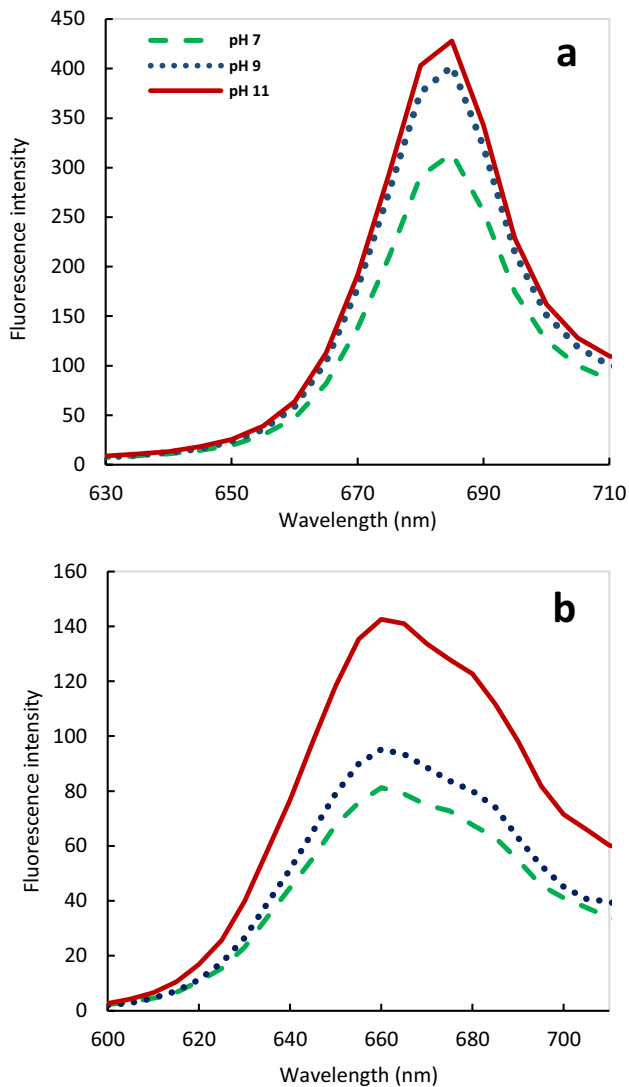 450
400
350
300
250
200
150
100
50
0
Fluorescence intensity
pH 7
pH 9
pH 11
a
630 650 670 690 710
Wavelength (nm)
160
140
120
100
80
60
40
20
0
Fluorescence intensity
b
600 620 640 660 680 700
Wavelength (nm)